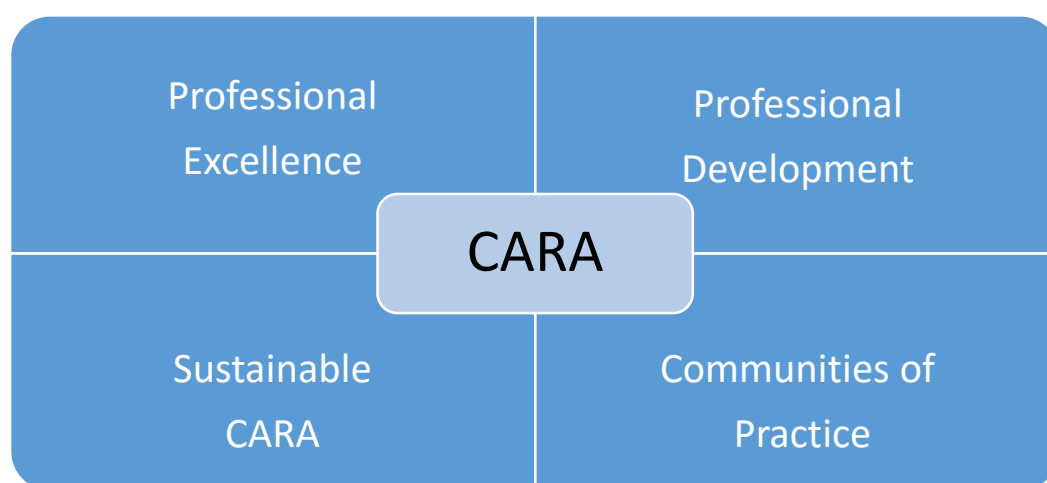 Professional
Excellence
Professional
Development
CARA
Sustainable
CARA
Communities of
Practice